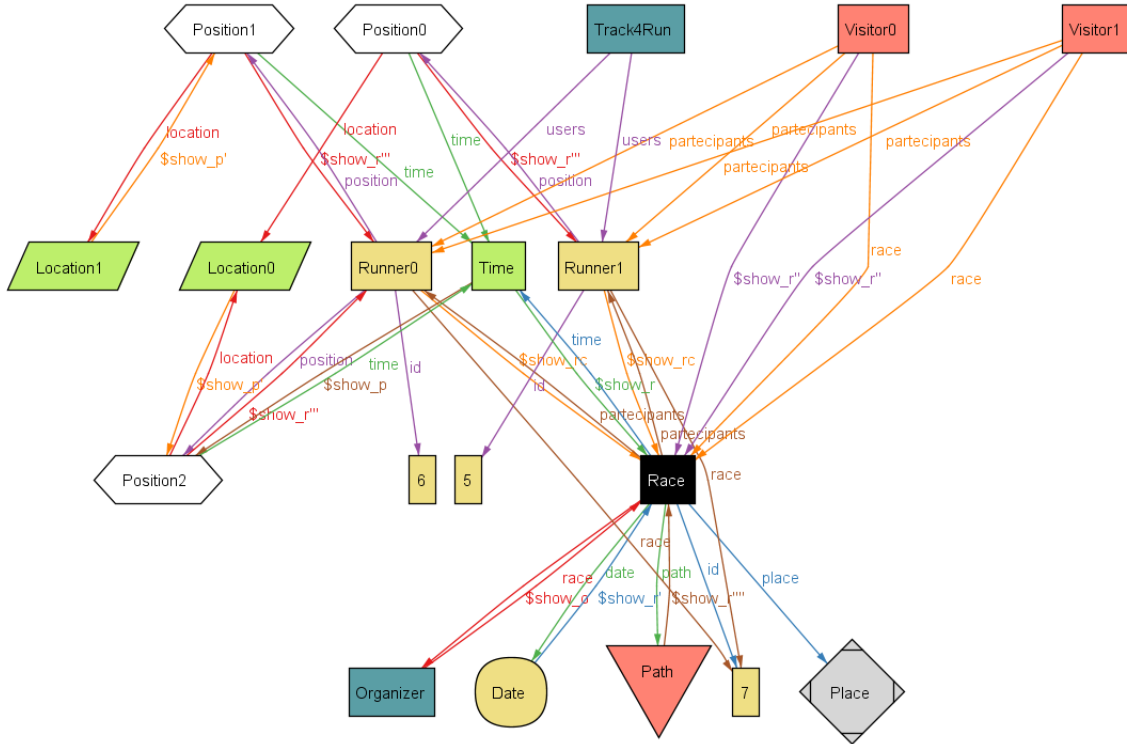 Position1
Position0
Track4Run
Visitor0
Visitor1
location
$show_p'
location
time
users
partecipants
partecipants
partecipants
time
$show_r'''
position
$show_r'''
position
users
partecipants
Location1
Location0
Runner0
Time
Runner1
race
$show_r''
$show_r''
race
location
$show_p
position
time
$show_p
id
$show_r'''
time
$show_rc
$show_r
$show_rc
id
partecipants
partecipants
Position2
6
5
Race
race
race
race
$show_o
date
$show_r'
path
$show_r''''
id
place
Organizer
Date
Path
7
Place